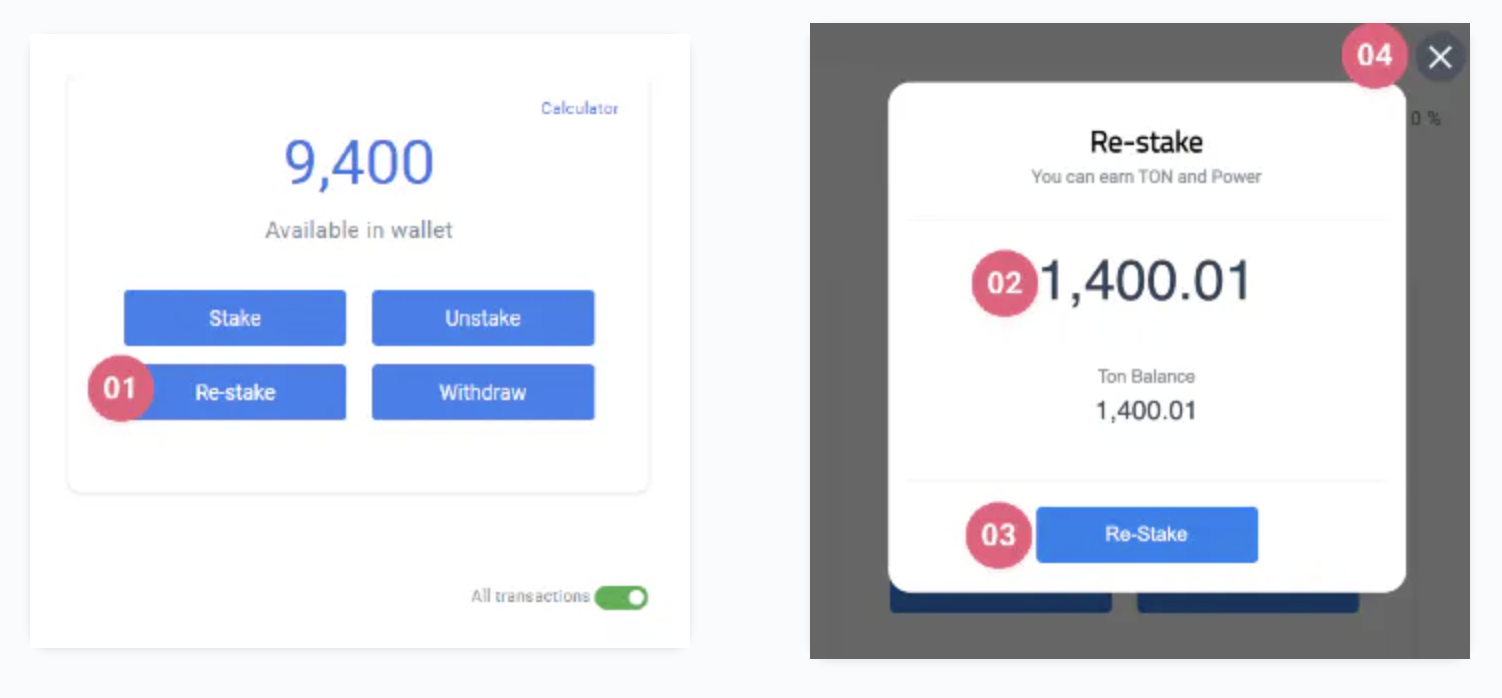 Calculator
9,400
Available in wallet
Stake
Unstake
01
Re-stake
Withdraw
All transactions
04
0 %
Re-stake
You can earn TON and Power
02
1,400.01
Ton Balance
1,400.01
03
Re-Stake